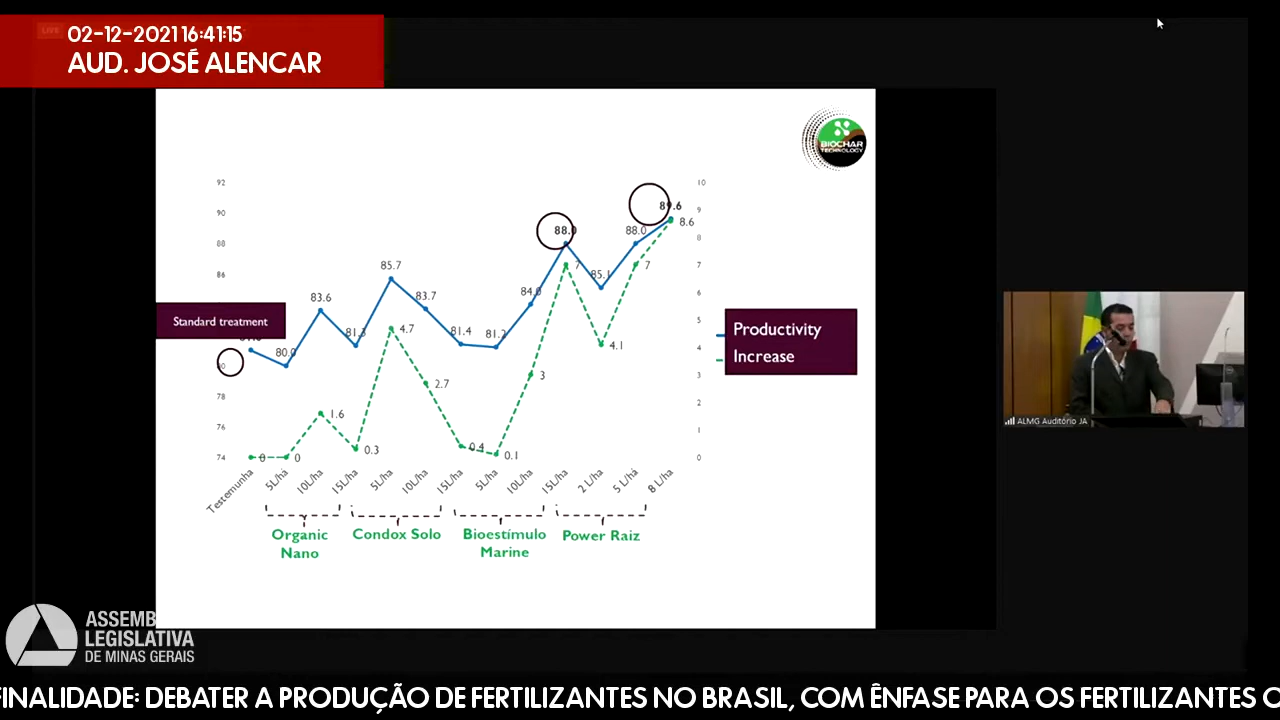 02-12-2021 16:41:15
AUD. JOSÉ ALENCAR
BIOCHAR
TECHNOLOGY
92
90
88
86
78
76
74
10
9
8
7
6
5
4
3
2
1
0
Standard treatment
80.0
83.6
81.3
85.7
83.7
81.4
81.2
84.0
88.0
85.1
88.0
89.6
0
0
1.6
0.3
4.7
2.7
0.4
0.1
3
7
4.1
7
8.6
Productivity
Increase
Testemunha
5L/há
10L/ha
15L/ha
5L/ha
10L/ha
15L/ha
5L/ha
10L/ha
15L/ha
2 L/ha
5 L/há
8 L/ha
Organic
Nano
Condox Solo
Bioestímulo
Marine
Power Raiz
ALMG Auditório JA
ASSEMB
LEGISLATIVA
DE MINAS GERAIS
FINALIDADE: DEBATER A PRODUÇÃO DE FERTILIZANTES NO BRASIL, COM ÊNFASE PARA OS FERTILIZANTES